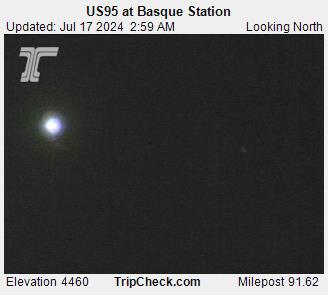 US95 at Basque Station
Updated: Jul 17 2024 2:59 AM Looking North
Elevation 4460 TripCheck.com Milepost 91.62